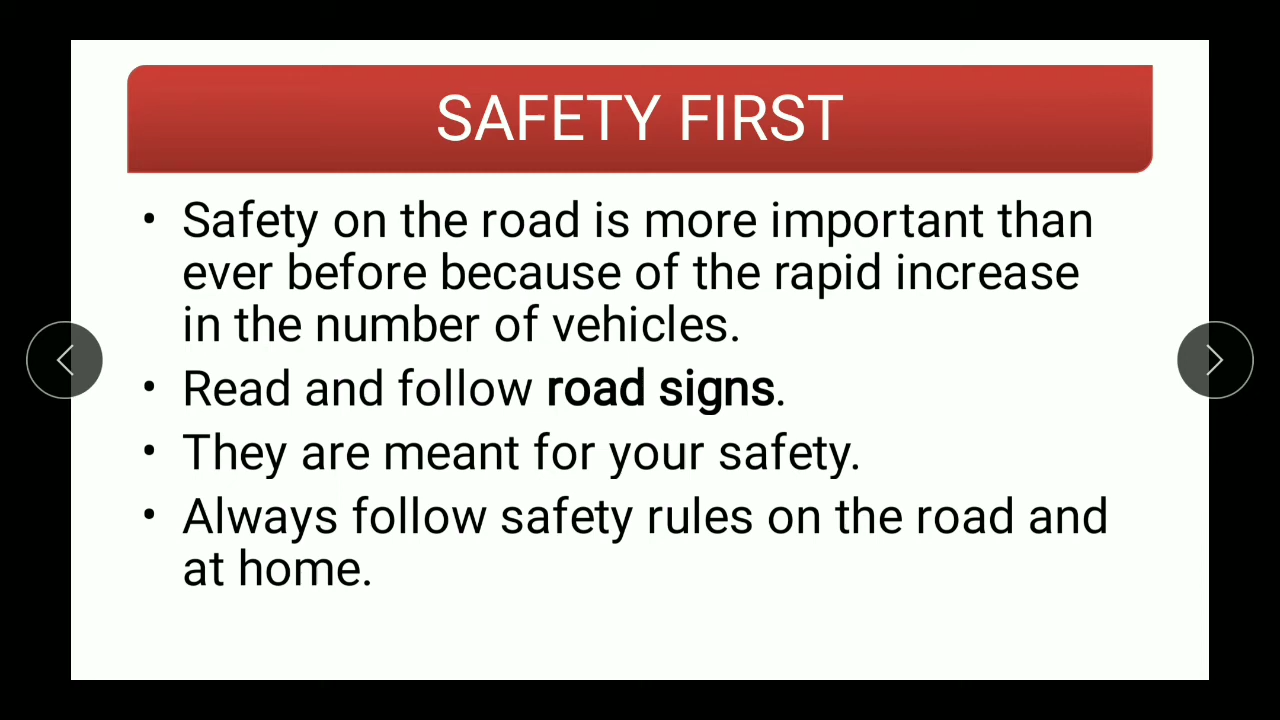 SAFETY FIRST
• Safety on the road is more important than
ever before because of the rapid increase
in the number of vehicles.
• Read and follow road signs.
• They are meant for your safety.
• Always follow safety rules on the road and
at home.